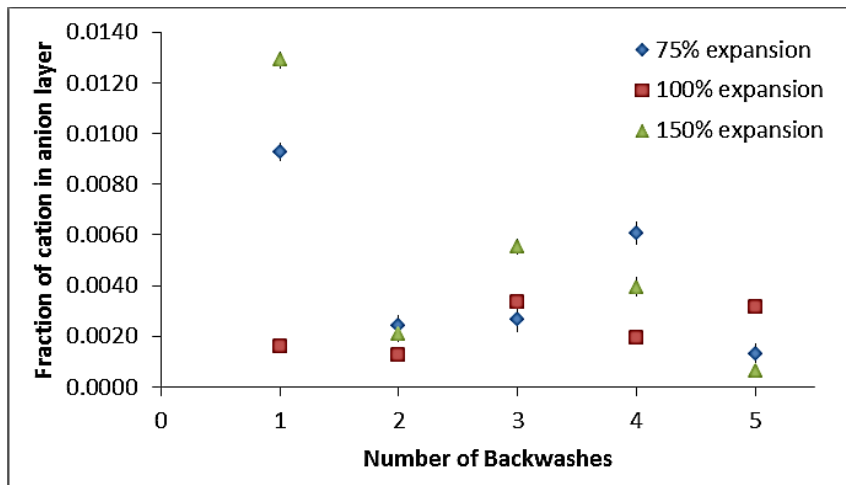 0.0140
0.0120
0.0100
0.0080
0.0060
0.0040
0.0020
0.0000
Fraction of cation in anion layer
75% expansion
100% expansion
150% expansion
0 1 2 3 4 5
Number of Backwashes